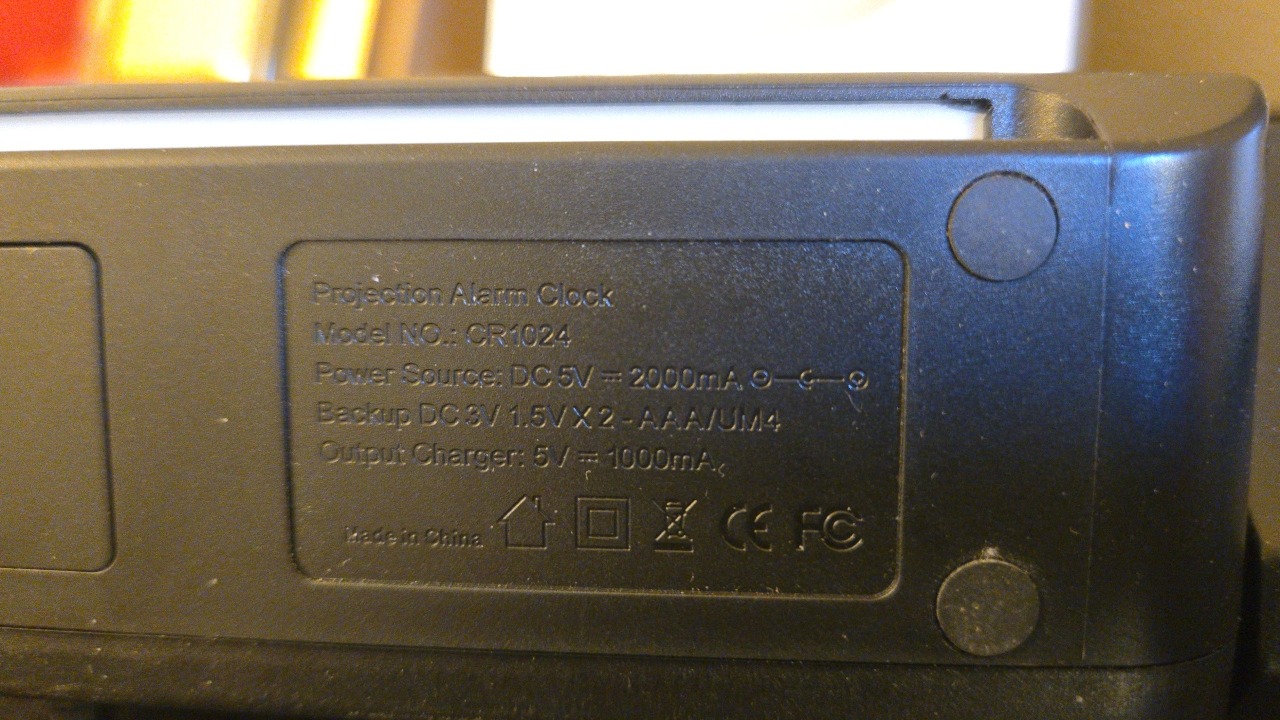 Projection Alarm Clock
Model NO.: CR1024
Power Source: DC 5V ⎓ 2000mA
Backup DC 3V 1.5V X 2 - AAA/UM4
Output Charger: 5V ⎓ 1000mA
Made in China CE FC